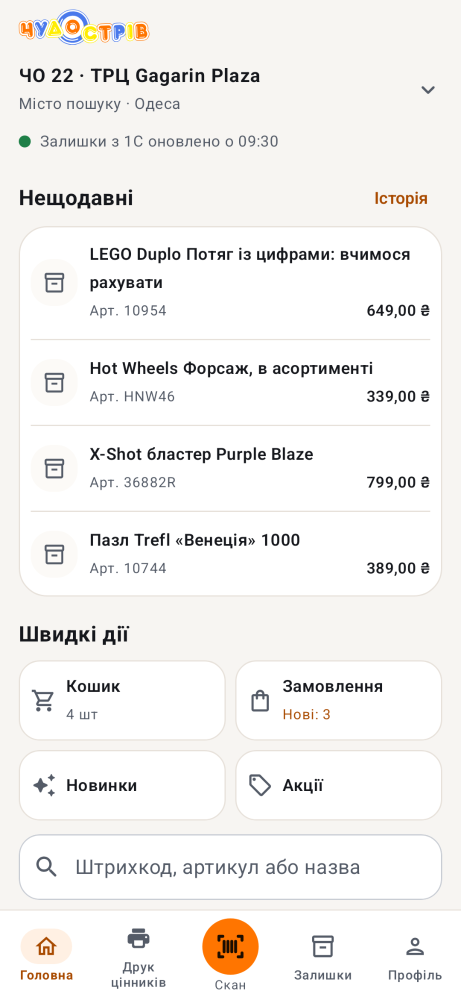 ЧУДООСТРІВ
ЧО 22 · ТРЦ Gagarin Plaza
Місто пошуку · Одеса
Залишки з 1С оновлено о 09:30
Нещодавні
Історія
LEGO Duplo Потяг із цифрами: вчимося
рахувати
Арт. 10954
649,00 ₴
Hot Wheels Форсаж, в асортименті
Арт. HNW46
339,00 ₴
X-Shot бластер Purple Blaze
Арт. 36882R
799,00 ₴
Пазл Trefl «Венеція» 1000
Арт. 10744
389,00 ₴
Швидкі дії
Кошик
4 шт
Замовлення
Нові: 3
Новинки
Акції
Штрихкод, артикул або назва
Головна
Друк
цінників
Скан
Залишки
Профіль